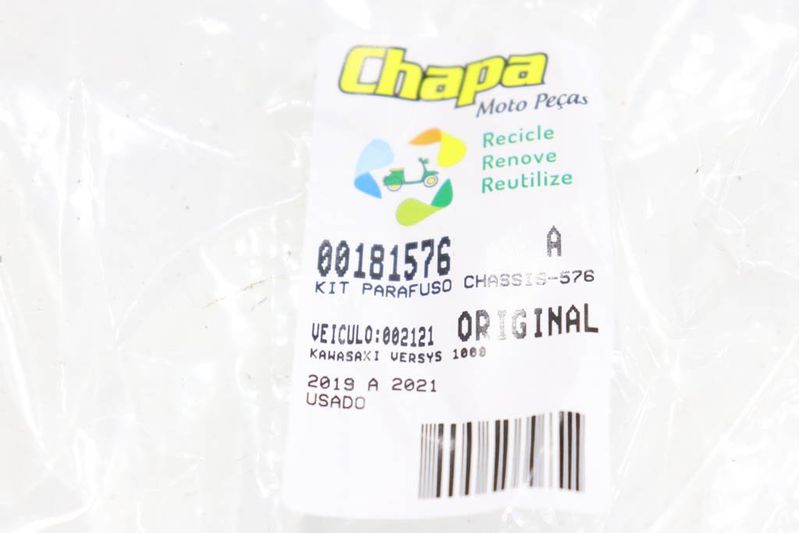 Chapa
Moto Peças
Recicle
Renove
Reutilize
00181576 A
KIT PARAFUSO CHASSIS-576
VEICULO:002121 ORIGINAL
KAWASAKI VERSYS 1000
2019 A 2021
USADO